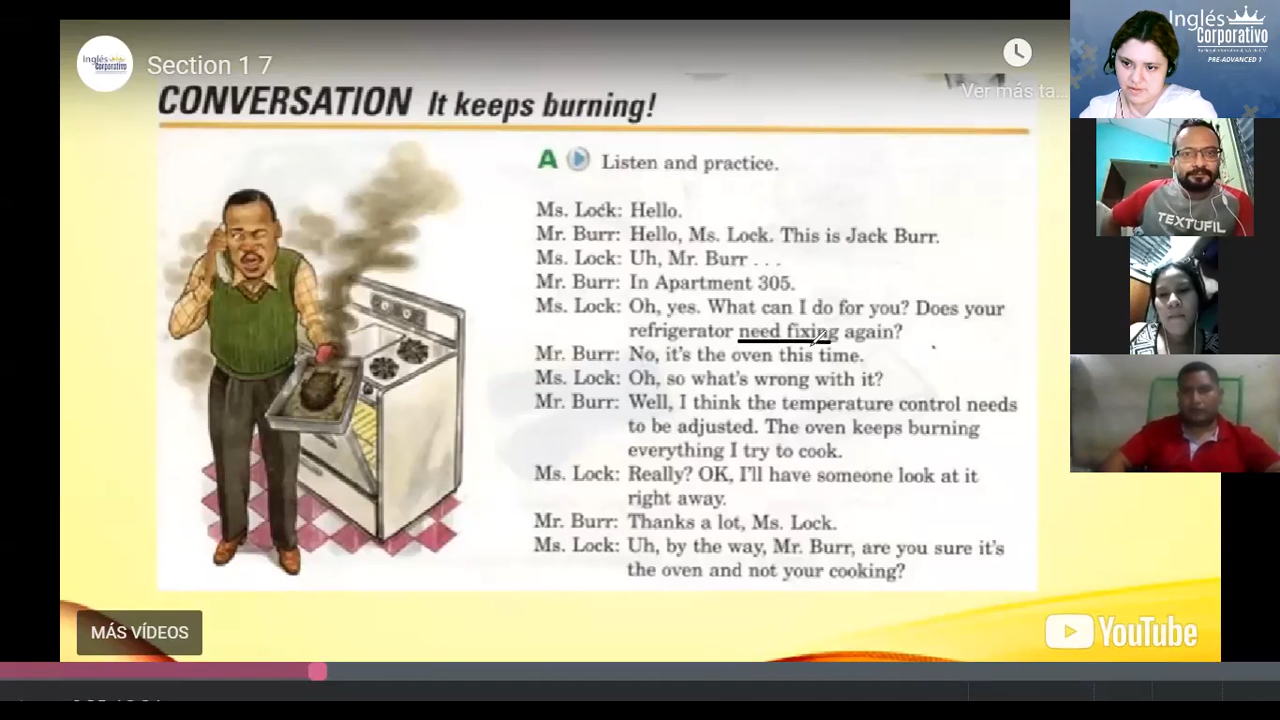 Inglés Corporativo
Section 1 7
Ver más ta...
CONVERSATION It keeps burning!
A Listen and practice.
Ms. Lock: Hello.
Mr. Burr: Hello, Ms. Lock. This is Jack Burr.
Ms. Lock: Uh, Mr. Burr . . .
Mr. Burr: In Apartment 305.
Ms. Lock: Oh, yes. What can I do for you? Does your
refrigerator need fixing again?
Mr. Burr: No, it's the oven this time.
Ms. Lock: Oh, so what's wrong with it?
Mr. Burr: Well, I think the temperature control needs
to be adjusted. The oven keeps burning
everything I try to cook.
Ms. Lock: Really? OK, I'll have someone look at it
right away.
Mr. Burr: Thanks a lot, Ms. Lock.
Ms. Lock: Uh, by the way, Mr. Burr, are you sure it's
the oven and not your cooking?
MÁS VÍDEOS
YouTube
Inglés
Corporativo
PRE-ADVANCED 1
TEXTUFIL